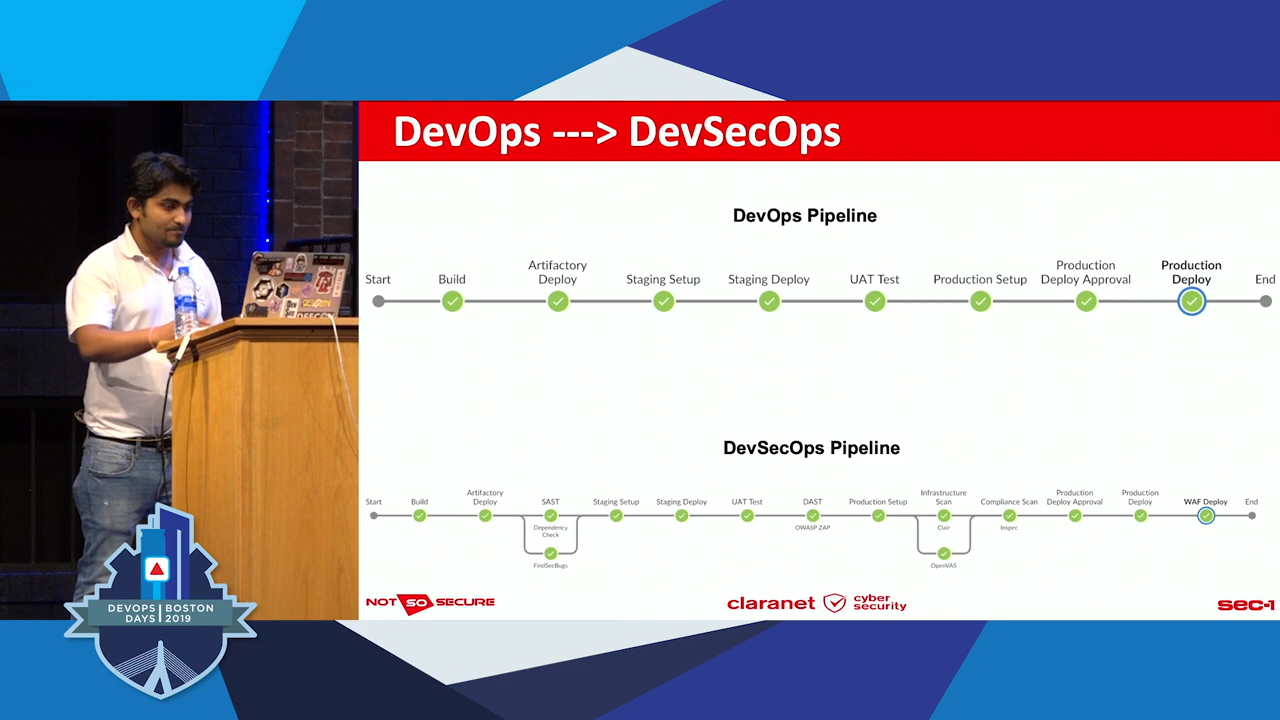 DevOps ---> DevSecOps
DevOps Pipeline
Start
Build
Artifactory
Deploy
Staging Setup
Staging Deploy
UAT Test
Production Setup
Production
Deploy Approval
Production
Deploy
End
DevSecOps Pipeline
Start
Build
Artifactory
Deploy
SAST
Dependency
Check
FindSecBugs
Staging Setup
Staging Deploy
UAT Test
DAST
OWASP ZAP
Production Setup
Infrastructure
Scan
Clair
OpenVAS
Compliance Scan
Inspec
Production
Deploy Approval
Production
Deploy
WAF Deploy
End
NOT SO SECURE
claranet cyber
security
sec-1
DEVOPS BOSTON
DAYS 2019